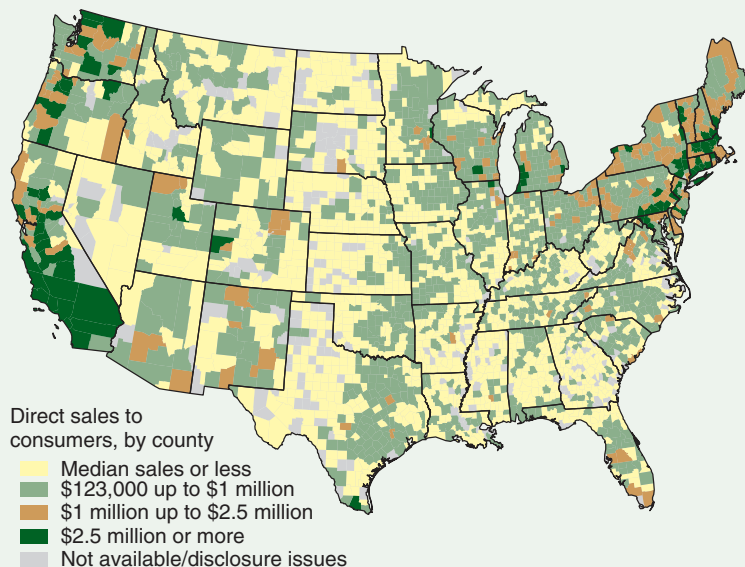 Direct sales to
consumers, by county
Median sales or less
$123,000 up to $1 million
$1 million up to $2.5 million
$2.5 million or more
Not available/disclosure issues